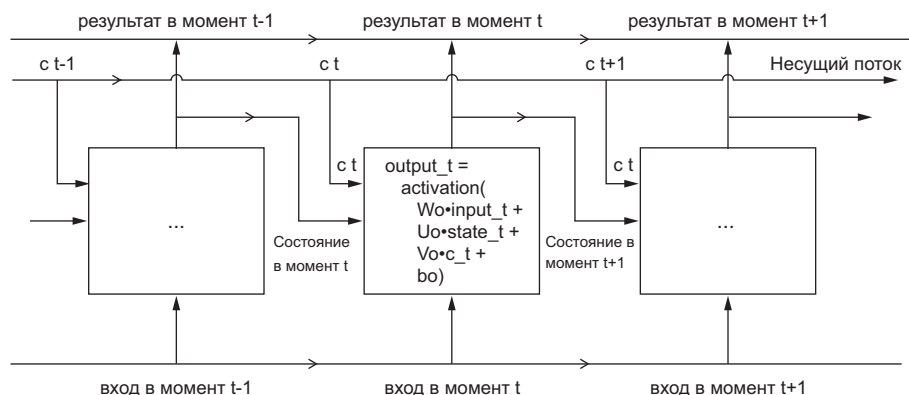 результат в момент t-1 результат в момент t результат в момент t+1
c t-1 c t c t+1 Несущий поток
c t c t
output_t =
activation(
Wo•input_t +
Uo•state_t +
Vo•c_t +
bo)
...
...
Состояние
в момент t
Состояние в
момент t+1
вход в момент t-1 вход в момент t вход в момент t+1